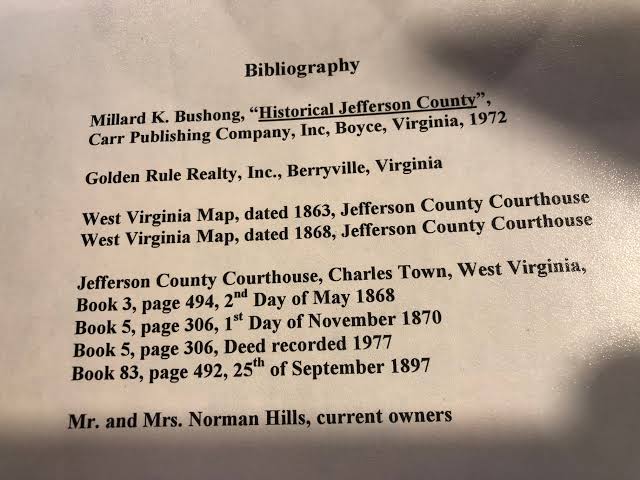 Bibliography
Millard K. Bushong, “Historical Jefferson County”,
Carr Publishing Company, Inc, Boyce, Virginia, 1972
Golden Rule Realty, Inc., Berryville, Virginia
West Virginia Map, dated 1863, Jefferson County Courthouse
West Virginia Map, dated 1868, Jefferson County Courthouse
Jefferson County Courthouse, Charles Town, West Virginia,
Book 3, page 494, 2nd Day of May 1868
Book 5, page 306, 1st Day of November 1870
Book 5, page 306, Deed recorded 1977
Book 83, page 492, 25th of September 1897
Mr. and Mrs. Norman Hills, current owners